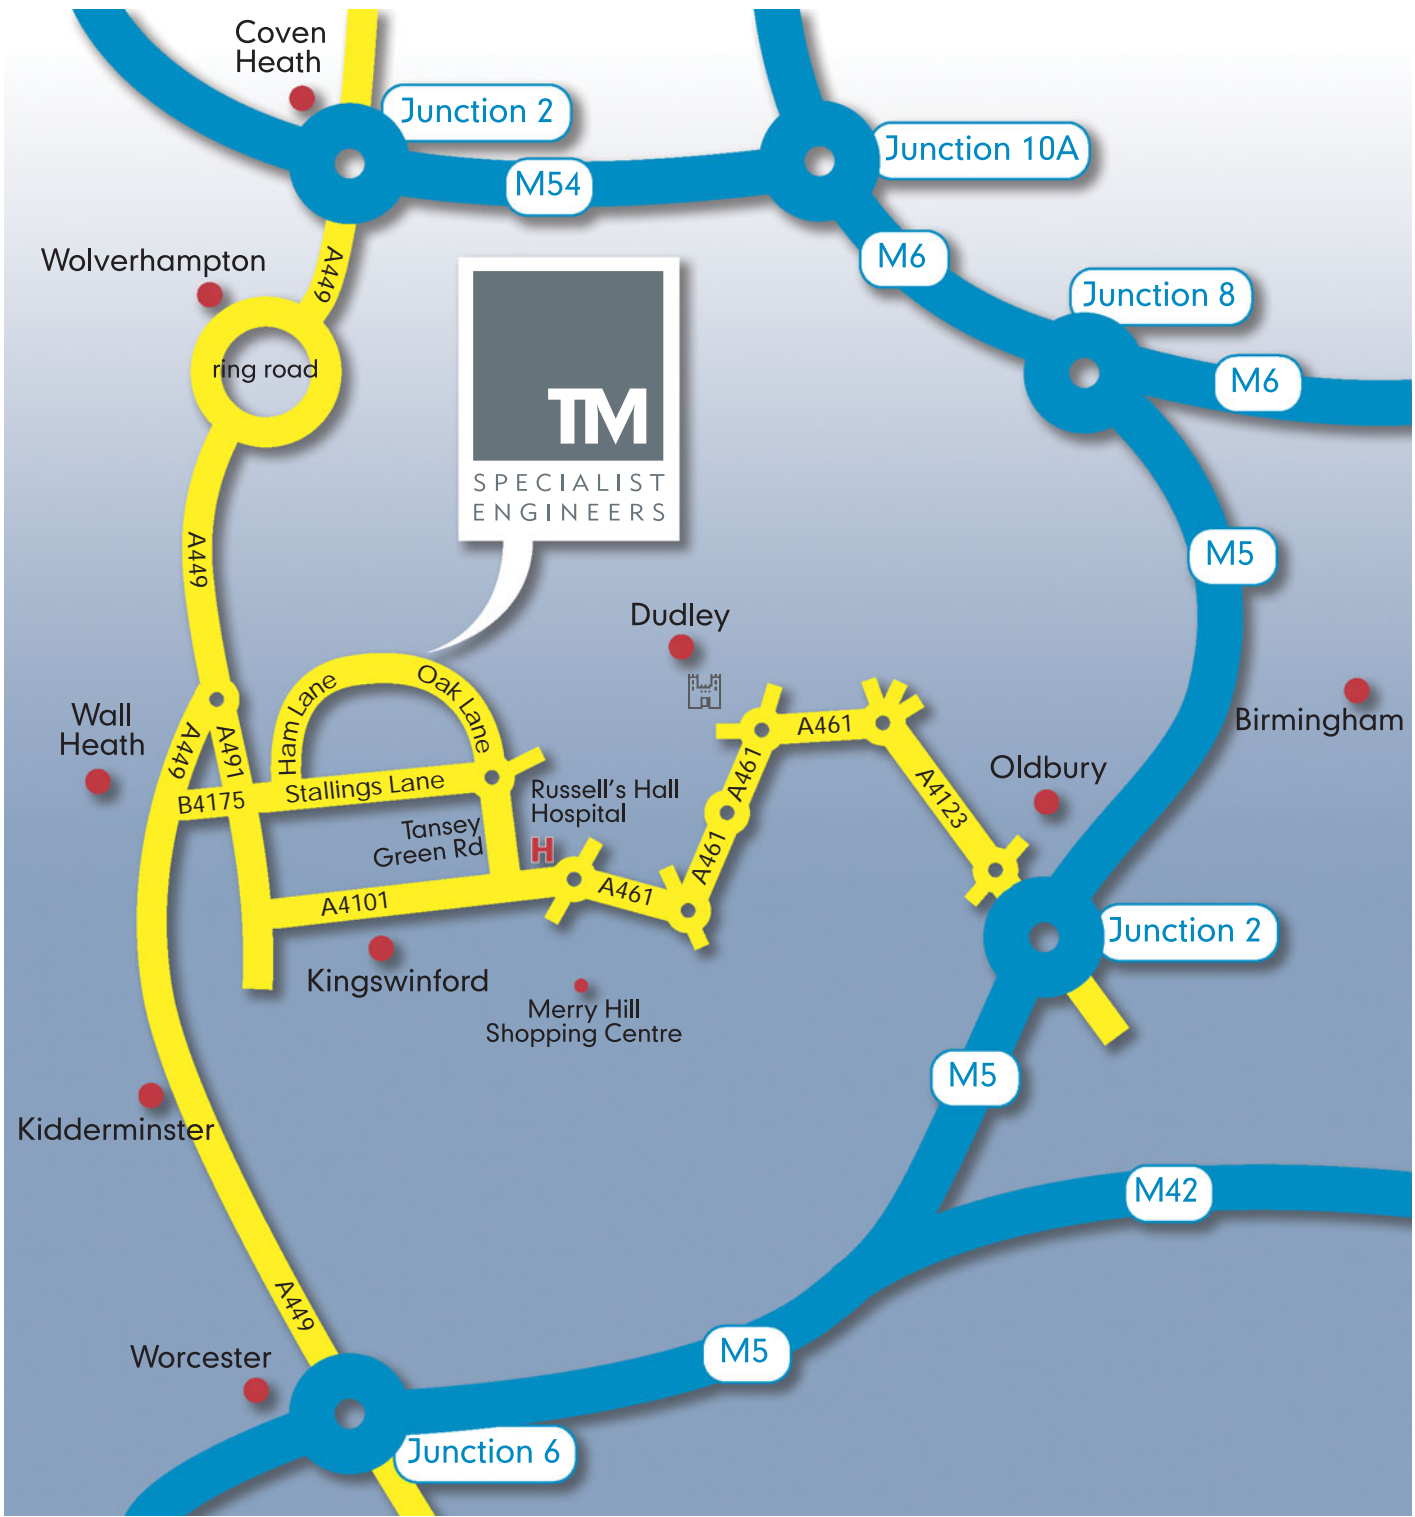 Coven
Heath
Junction 2
Junction 10A
M54
M6
Wolverhampton
A449
Junction 8
ring road
M6
TM
SPECIALIST
ENGINEERS
A449
M5
Dudley
Oak Lane
Ham Lane
Wall
Heath
A449
A491
A461
A461
Birmingham
Oldbury
Stallings Lane
B4175
Russell's Hall
Hospital
A4123
Tansey
Green Rd
H
A461
A461
A4101
Junction 2
Kingswinford
Merry Hill
Shopping Centre
M5
Kidderminster
M42
A449
Worcester
M5
Junction 6